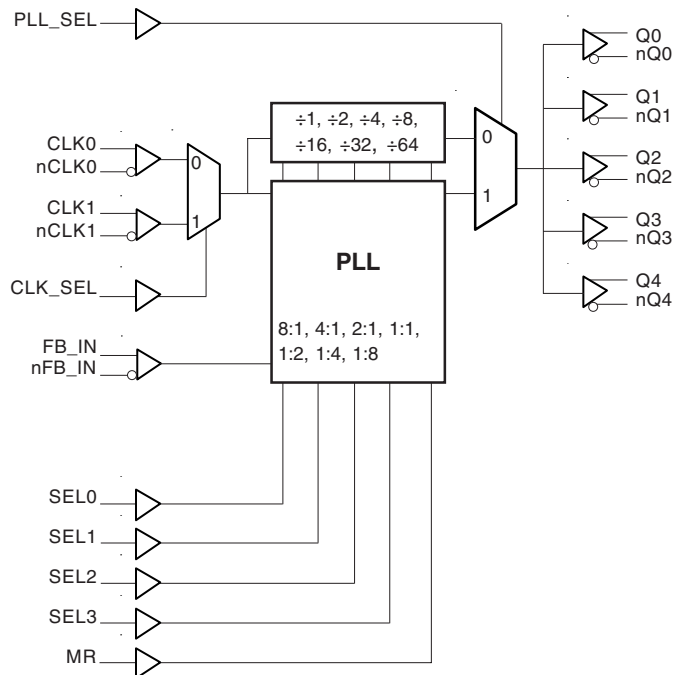 PLL_SEL
Q0
nQ0
÷1, ÷2, ÷4, ÷8,
÷16, ÷32, ÷64
Q1
nQ1
CLK0
nCLK0
0
0
Q2
nQ2
CLK1
nCLK1
1
1
Q3
nQ3
PLL
CLK_SEL
Q4
nQ4
8:1, 4:1, 2:1, 1:1,
1:2, 1:4, 1:8
FB_IN
nFB_IN
SEL0
SEL1
SEL2
SEL3
MR